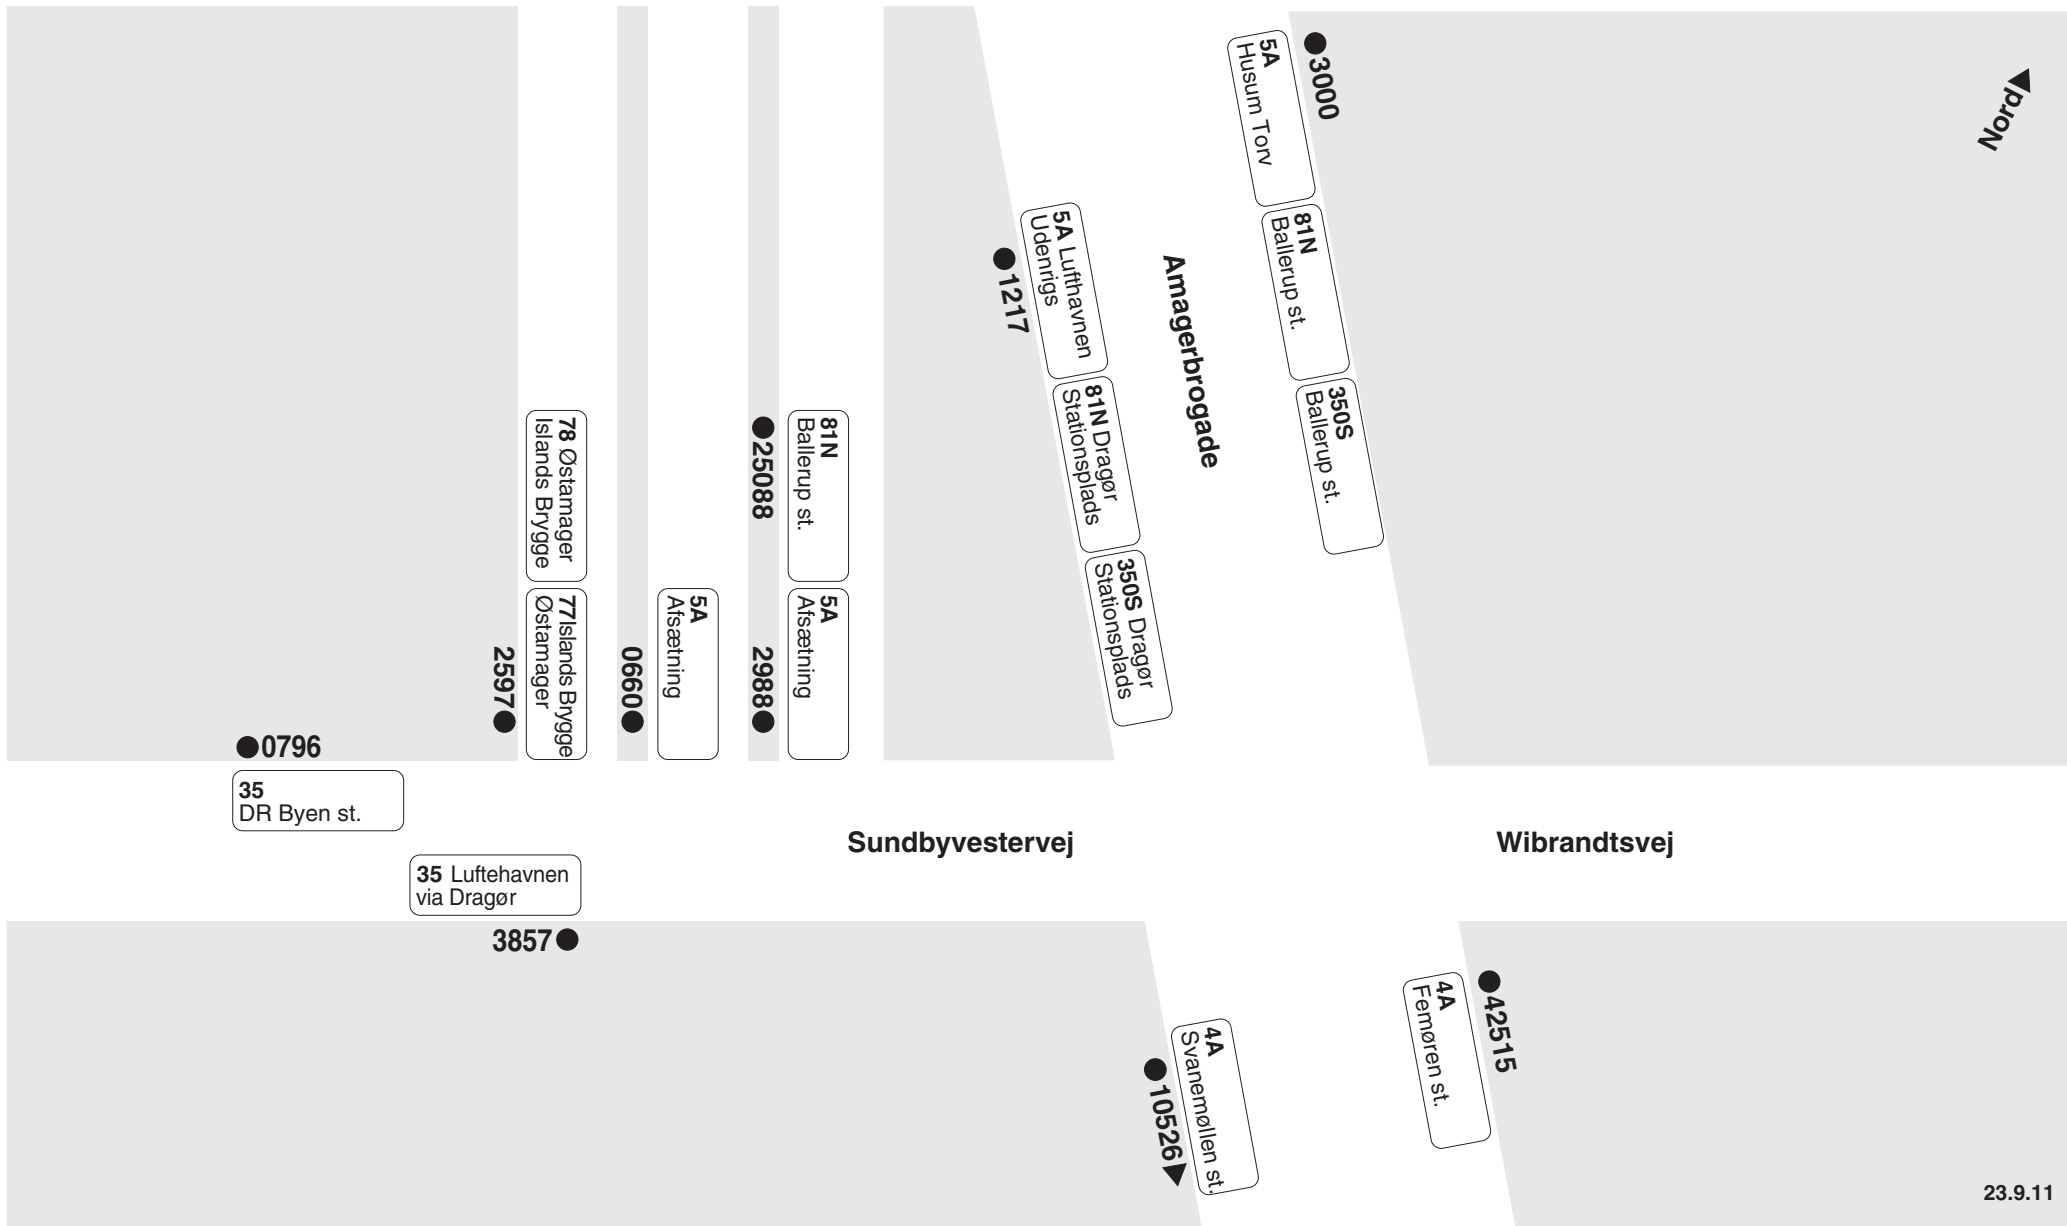 5A
Husum Torv
3000
Nord
81N
Ballerup st.
350S
Ballerup st.
5A Lufthavnen
Udenrigs
1217
Amagerbrogade
81N Dragør
Stationsplads
350S Dragør
Stationsplads
78 Østamager
Islands Brygge
77Islands Brygge
Østamager
2597
0660
5A
Afsætning
25088
81N
Ballerup st.
2988
5A
Afsætning
0796
35
DR Byen st.
35 Luftehavnen
via Dragør
3857
Sundbyvestervej
Wibrandtsvej
4A
Svanemøllen st.
10526
4A
Femøren st.
42515
23.9.11